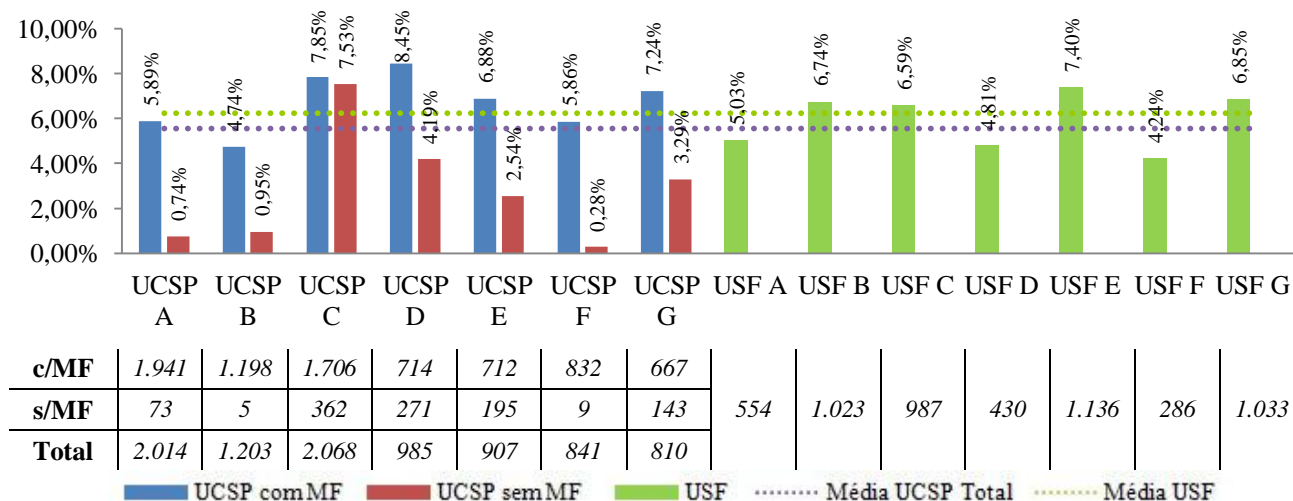 10,00%
8,00%
6,00%
4,00%
2,00%
0,00%
5,89%
0,74%
4,74%
0,95%
7,85%
7,53%
8,45%
4,19%
6,88%
2,54%
5,86%
0,28%
7,24%
3,29%
5,03%
6,74%
6,59%
4,81%
7,40%
4,24%
6,85%
UCSP A
UCSP B
UCSP C
UCSP D
UCSP E
UCSP F
UCSP G
USF A
USF B
USF C
USF D
USF E
USF F
USF G
c/MF 1.941 1.198 1.706 714 712 832 667
s/MF 73 5 362 271 195 9 143 554 1.023 987 430 1.136 286 1.033
Total 2.014 1.203 2.068 985 907 841 810
UCSP com MF UCSP sem MF USF Média UCSP Total Média USF